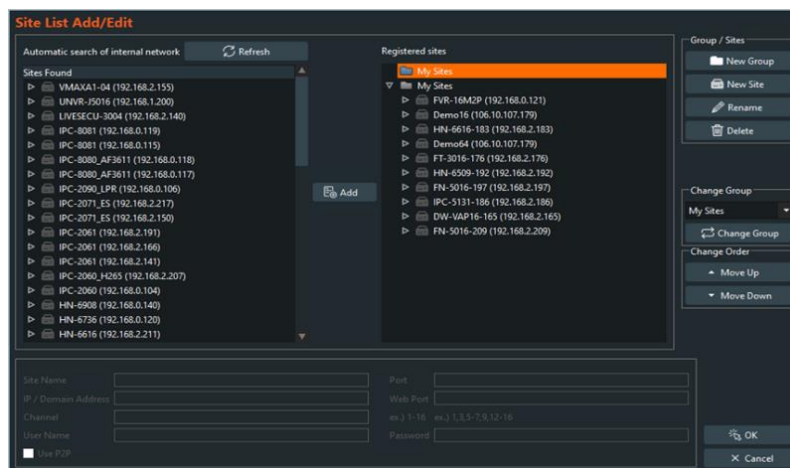 Site List Add/Edit
Automatic search of internal network
Refresh
Sites Found
VMAXA1-04 (192.168.2.155)
UNVR-J5016 (192.168.1.200)
LIVESECU-3004 (192.168.2.140)
IPC-8081 (192.168.0.119)
IPC-8081 (192.168.0.115)
IPC-8080_AF3611 (192.168.0.118)
IPC-8080_AF3611 (192.168.0.117)
IPC-2090_LPR (192.168.0.106)
IPC-2071_ES (192.168.2.217)
IPC-2071_ES (192.168.2.150)
IPC-2061 (192.168.2.191)
IPC-2061 (192.168.2.166)
IPC-2061 (192.168.2.141)
IPC-2060_H265 (192.168.2.207)
IPC-2060 (192.168.0.104)
HN-6908 (192.168.0.140)
HN-6736 (192.168.0.120)
HN-6616 (192.168.2.211)
Add
Registered sites
My Sites
My Sites
FVR-16M2P (192.168.0.121)
Demo16 (106.10.107.179)
HN-6616-183 (192.168.2.183)
Demo64 (106.10.107.179)
FT-3016-176 (192.168.2.176)
HN-6509-192 (192.168.2.192)
FN-5016-197 (192.168.2.197)
IPC-5131-186 (192.168.2.186)
DW-VAP16-165 (192.168.2.165)
FN-5016-209 (192.168.2.209)
Group / Sites
New Group
New Site
Rename
Delete
Change Group
My Sites
Change Group
Change Order
Move Up
Move Down
Site Name
IP / Domain Address
Channel
User Name
Use P2P
Port
Web Port
ex.) 1-16 ex.) 1,3,5-7,9,12-16
Password
OK
Cancel